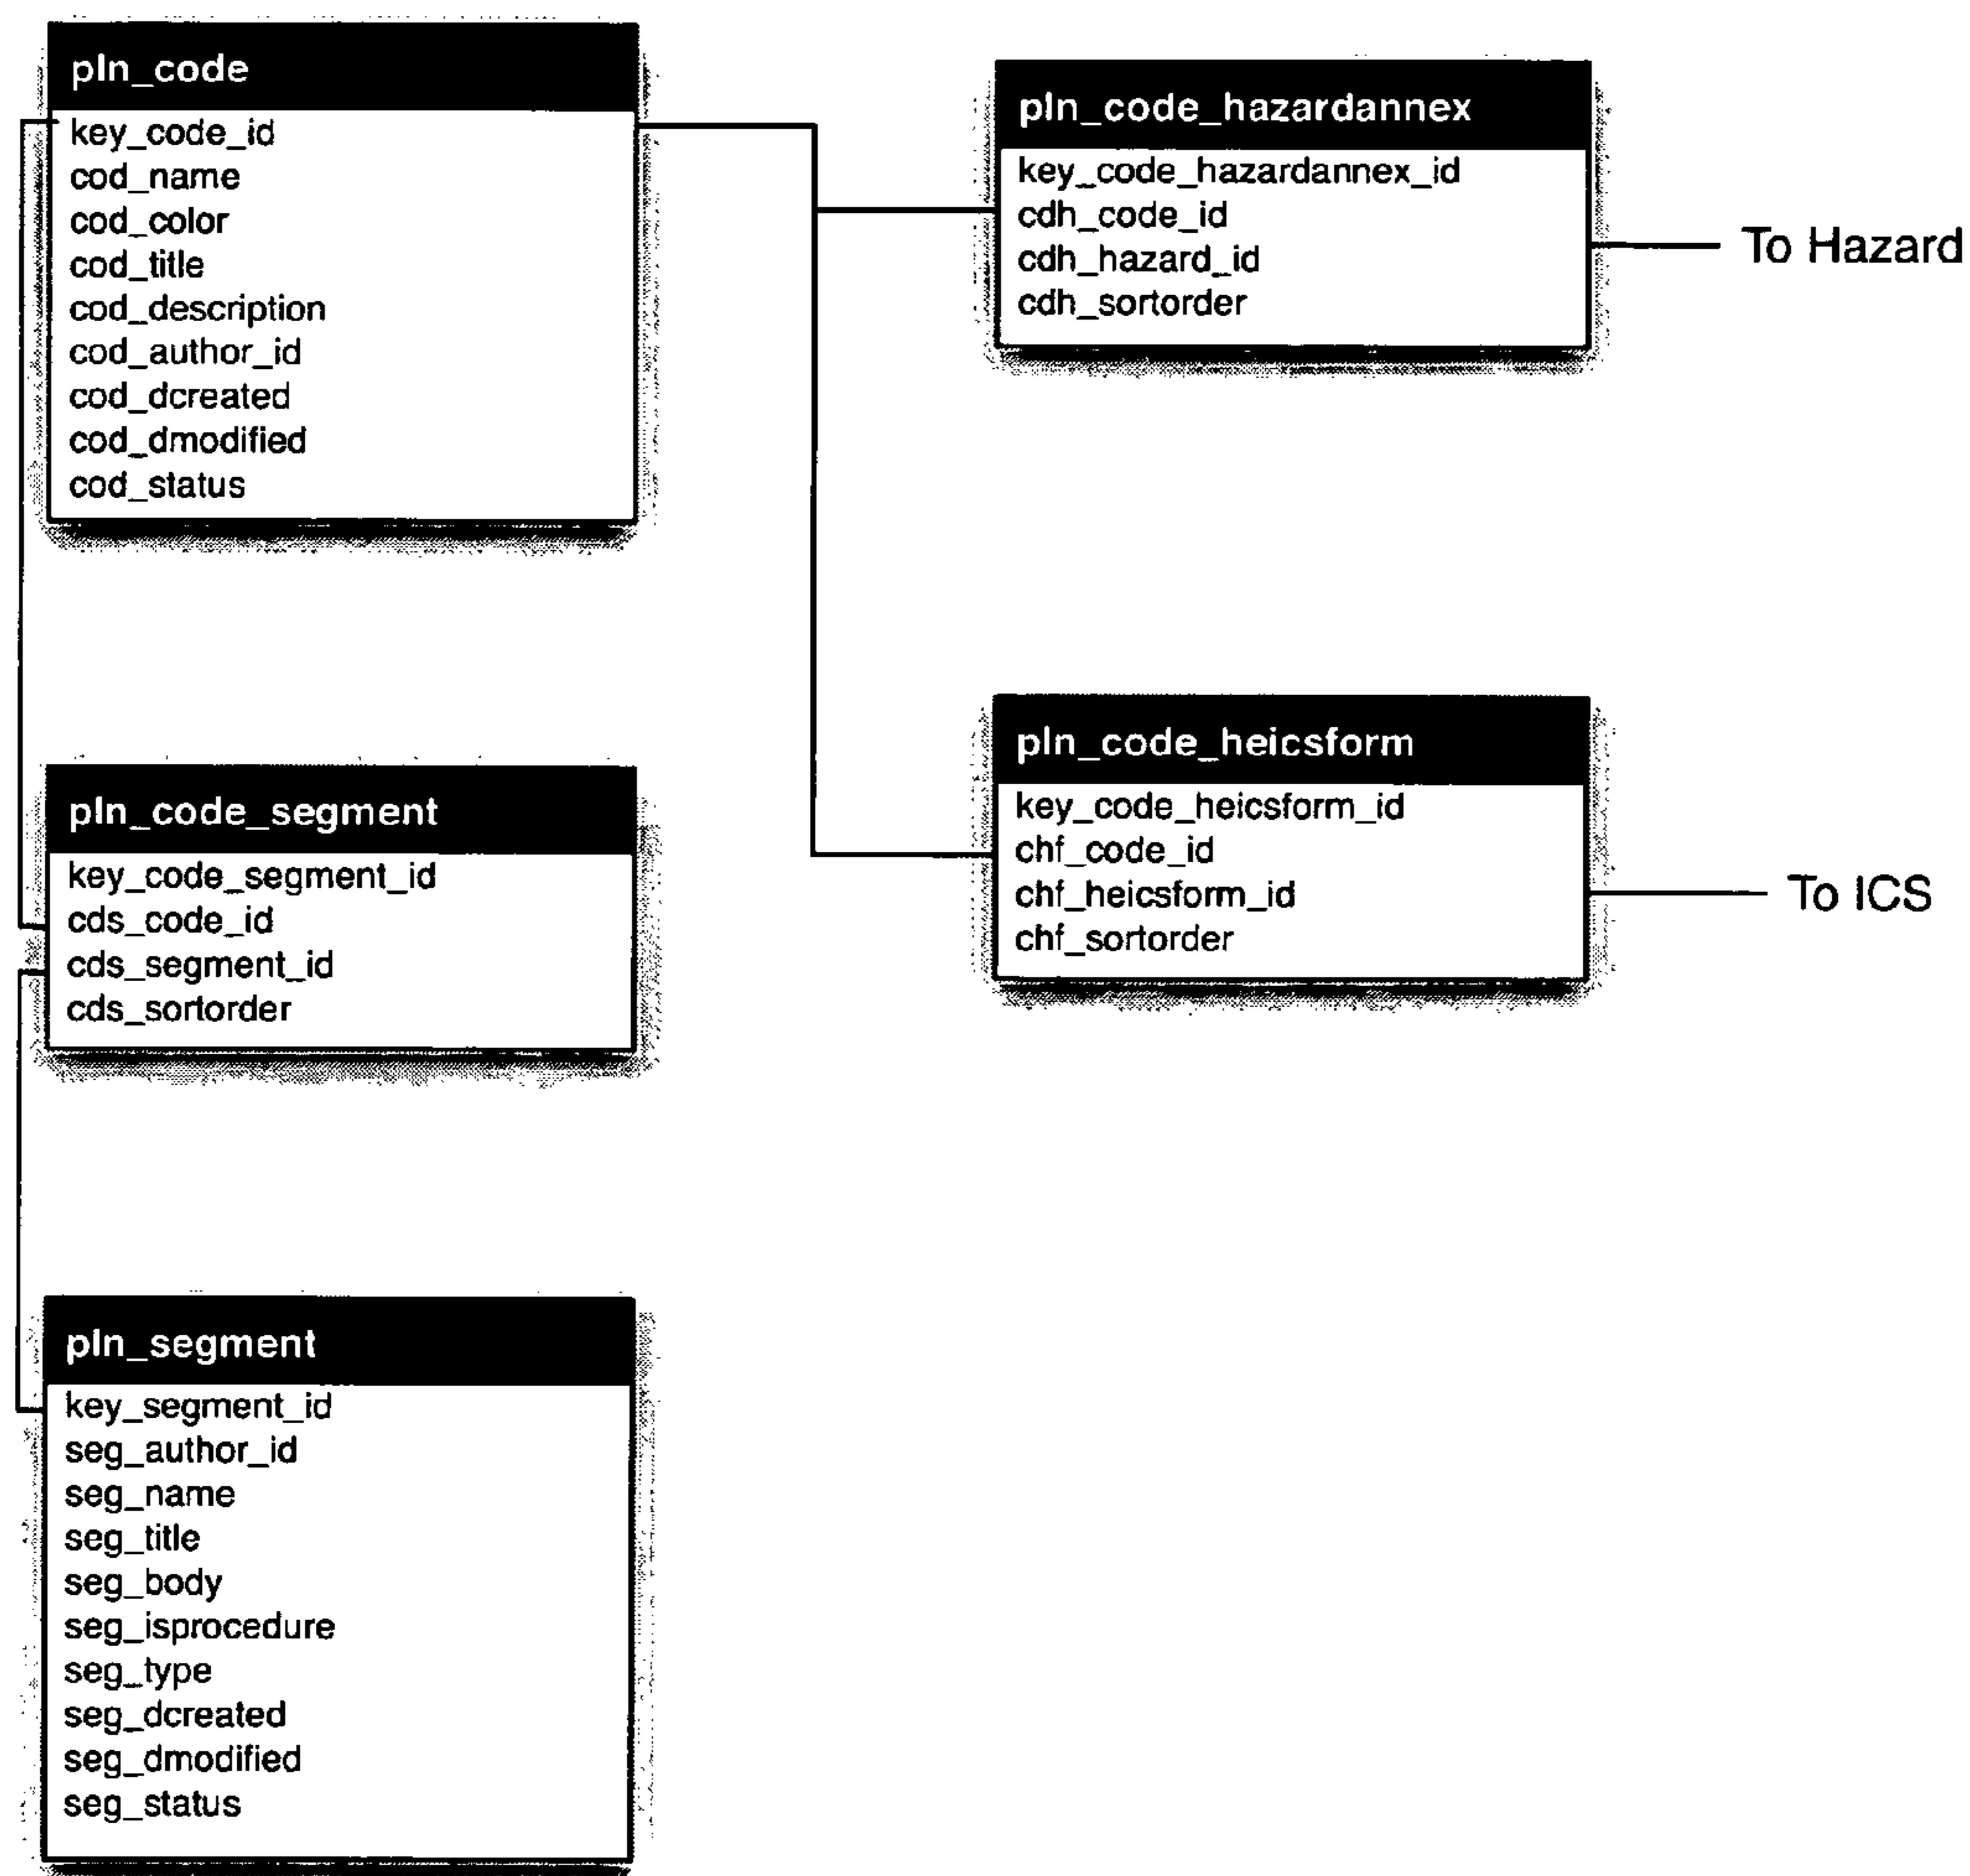 pln_code
key_code_id
cod_name
cod_color
cod_title
cod_description
cod_author_id
cod_dcreated
cod_dmodified
cod_status
pln_code_hazardannex
key_code_hazardannex_id
cdh_code_id
cdh_hazard_id
cdh_sortorder
To Hazard
pln_code_segment
key_code_segment_id
cds_code_id
cds_segment_id
cds_sortorder
pln_code_heicsform
key_code_heicsform_id
chf_code_id
chf_heicsform_id
chf_sortorder
To ICS
pln_segment
key_segment_id
seg_author_id
seg_name
seg_title
seg_body
seg_isprocedure
seg_type
seg_dcreated
seg_dmodified
seg_status